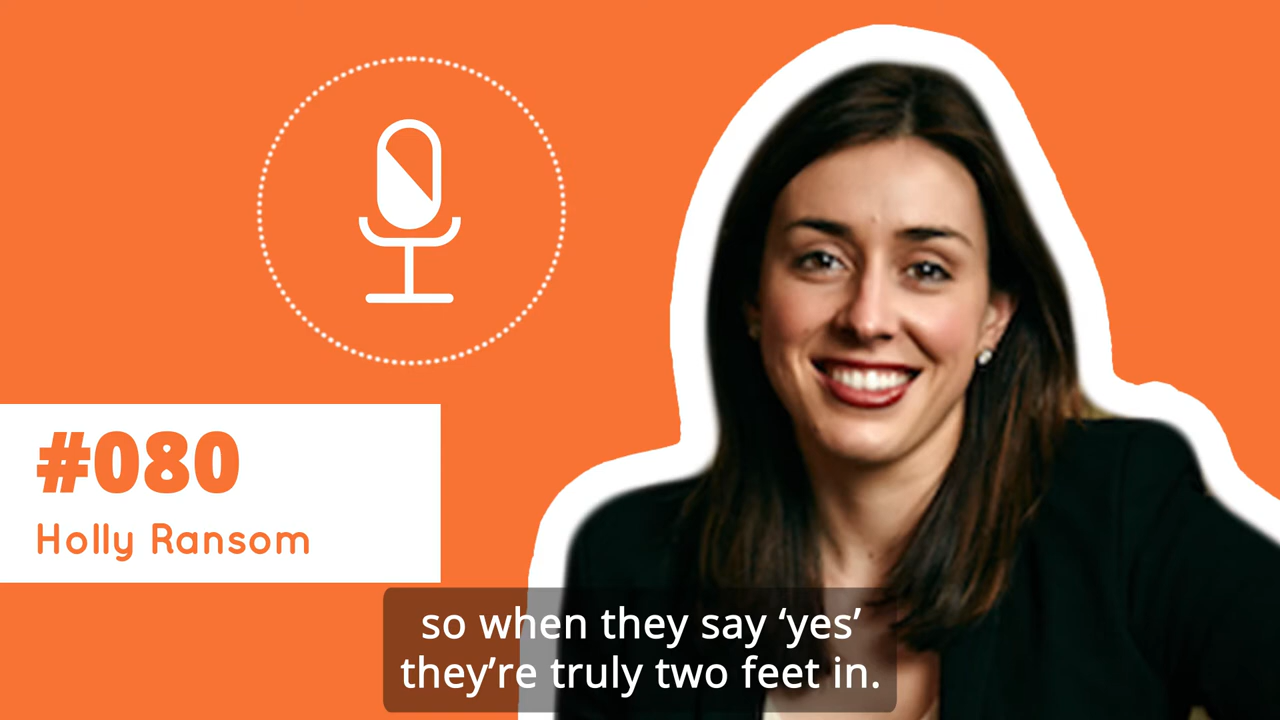 #080
Holly Ransom
so when they say ‘yes’
they’re truly two feet in.